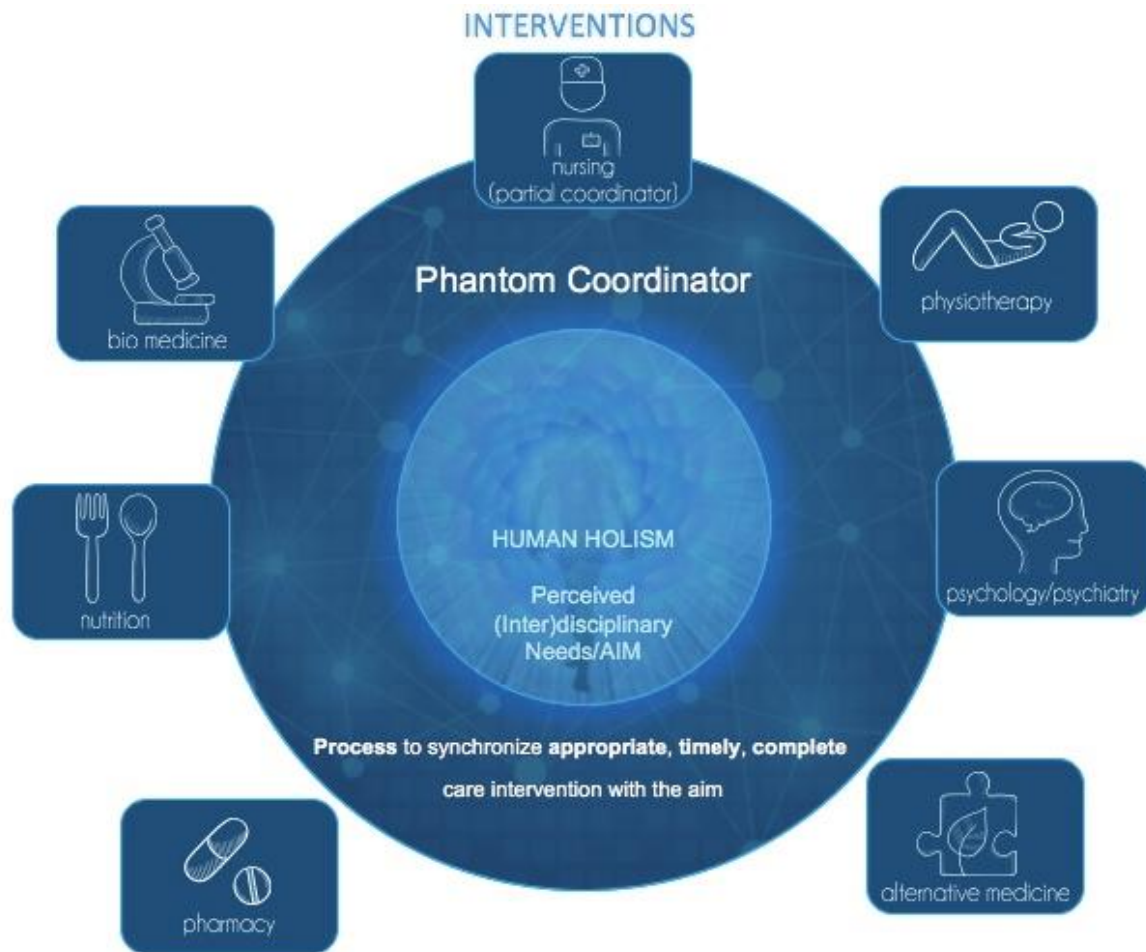 INTERVENTIONS
nursing
(partial coordinator)
bio medicine
physiotherapy
Phantom Coordinator
nutrition
psychology/psychiatry
HUMAN HOLISM
Perceived
(Inter)disciplinary
Needs/AIM
Process to synchronize appropriate, timely, complete
care intervention with the aim
pharmacy
alternative medicine